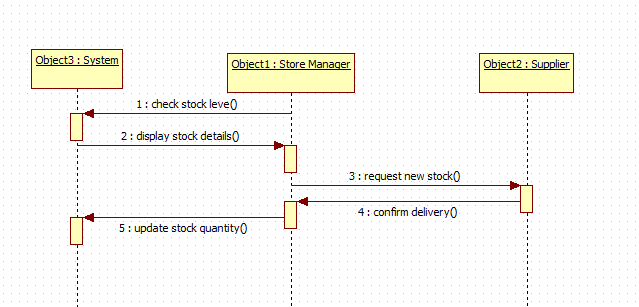 Object3 : System
Object1 : Store Manager
Object2 : Supplier
1 : check stock leve()
2 : display stock details()
3 : request new stock()
4 : confirm delivery()
5 : update stock quantity()